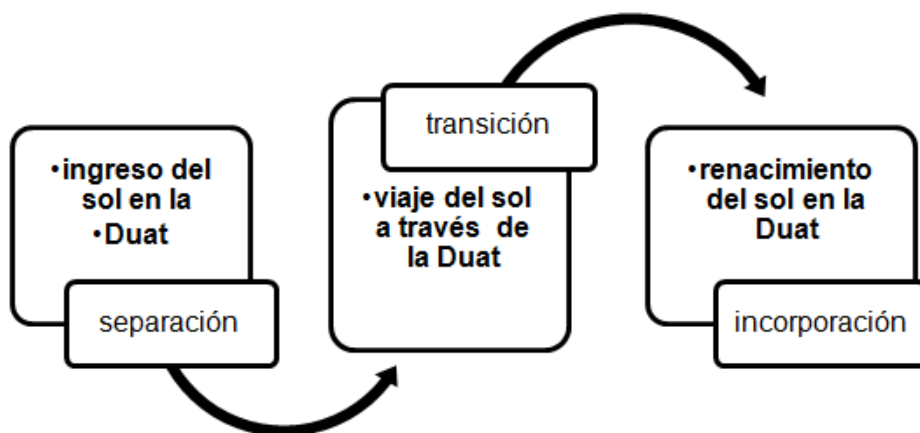 •ingreso del
sol en la
•Duat
separación
transición
•viaje del sol
a través de
la Duat
•renacimiento
del sol en la
Duat
incorporación